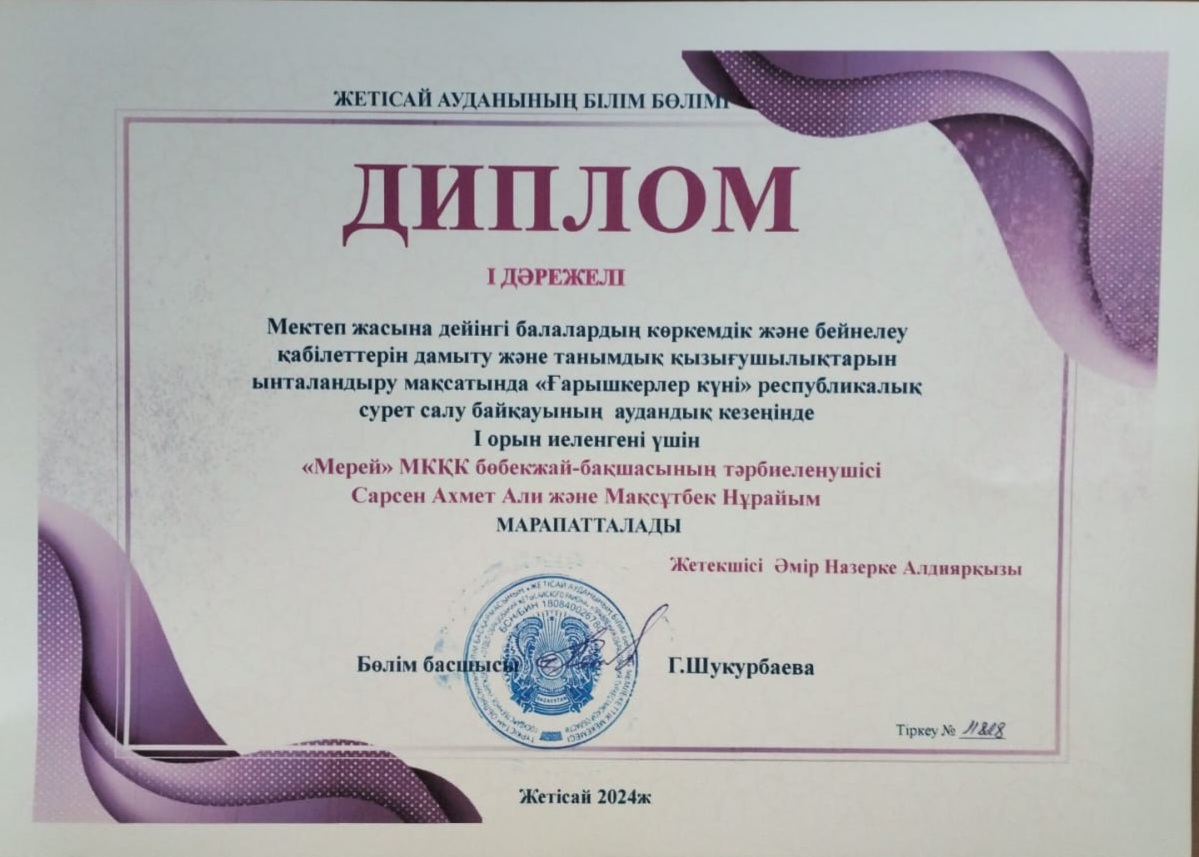 ЖЕТІСАЙ АУДАНЫНЫҢ БІЛІМ БӨЛІМІ
ДИПЛОМ
І ДӘРЕЖЕЛІ
Мектеп жасына дейінгі балалардың көркемдік және бейнелеу
қабілеттерін дамыту және танымдық қызығушылықтарын
ынталандыру мақсатында «Ғарышкерлер күні» республикалық
сурет салу байқауының аудандық кезеңінде
І орын иеленгені үшін
«Мерей» МКҚК бөбекжай-бақшасының тәрбиеленушісі
Сарсен Ахмет Али және Мақсұтбек Нұрайым
МАРАПАТТАЛАДЫ
Жетекшісі Әмір Назерке Алдиярқызы
Бөлім басшысы Г.Шукурбаева
Тіркеу №
Жетісай 2024ж